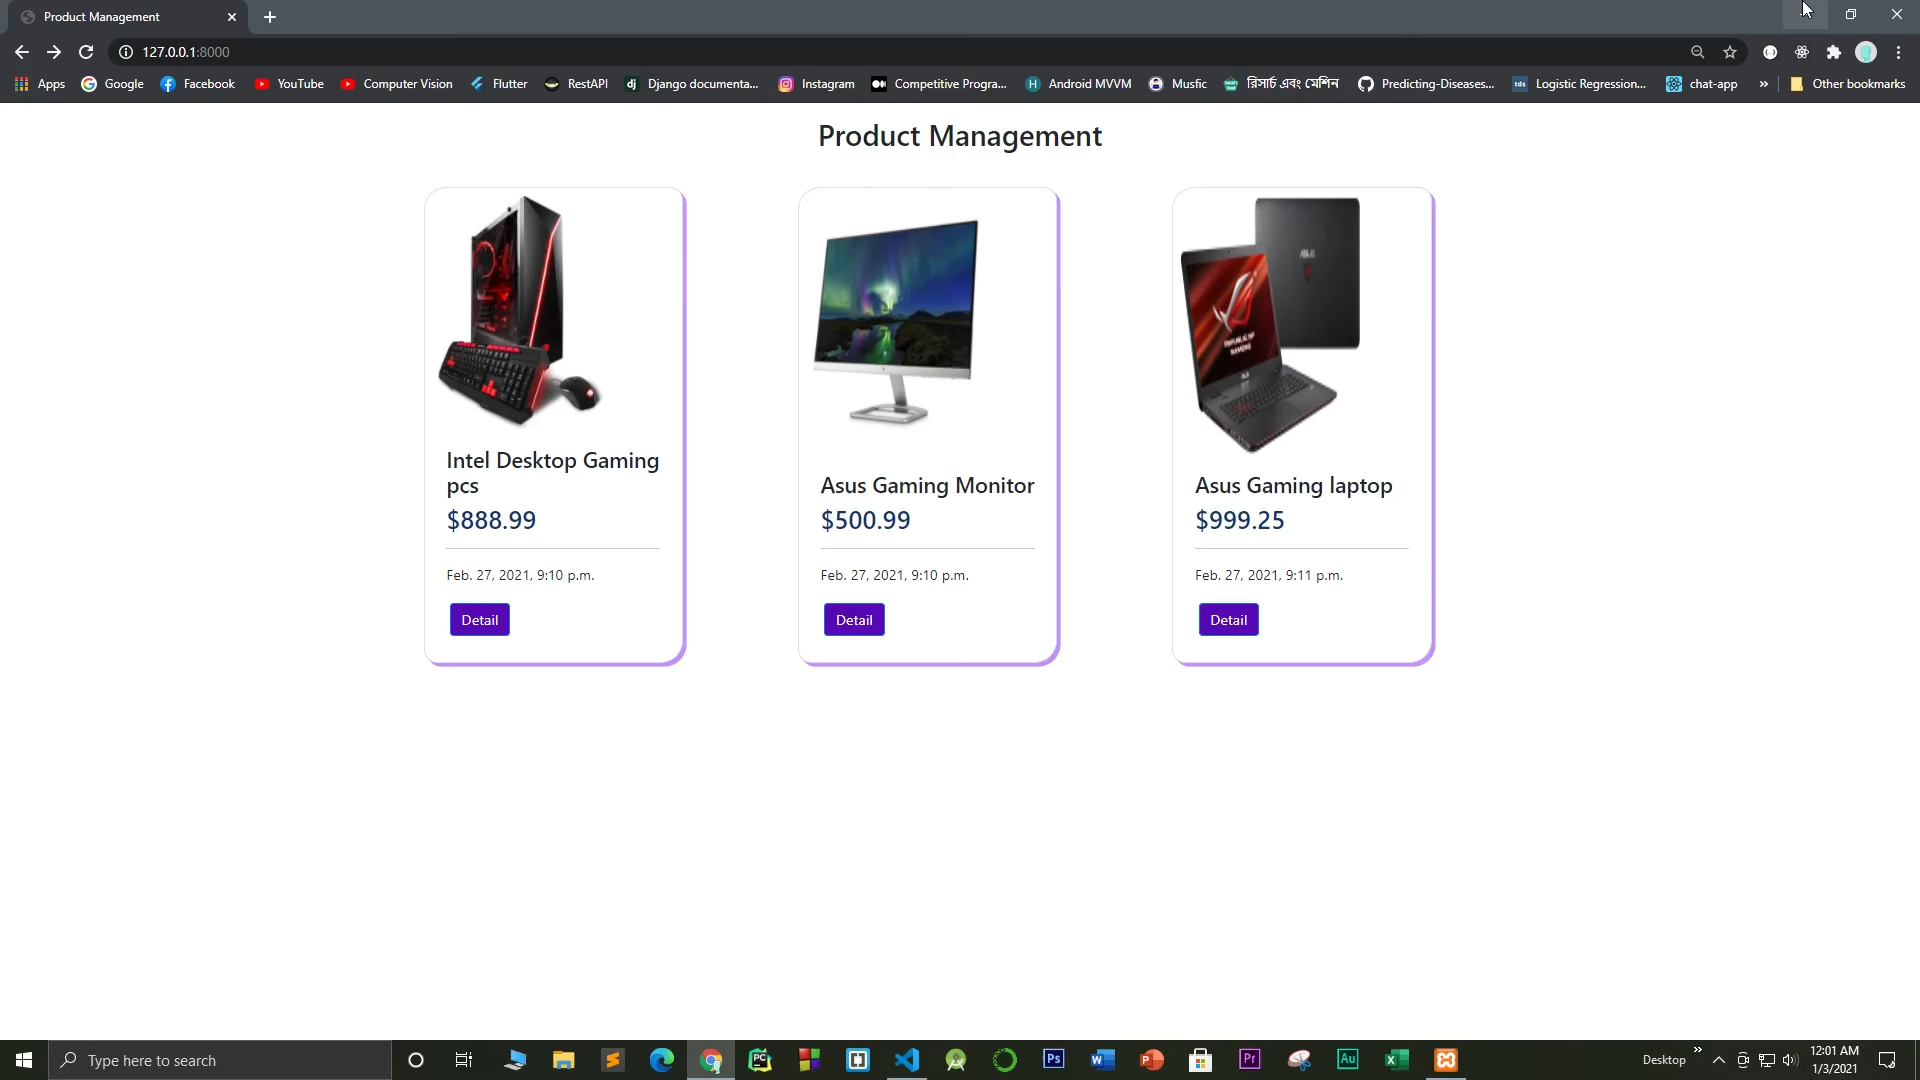 Product Management
127.0.0.1:8000
Apps Google Facebook YouTube Computer Vision Flutter RestAPI Django documenta... Instagram Competitive Progra... Android MVVM Musfic রিসার্চ এবং মেশিন Predicting-Diseases... Logistic Regression... chat-app » Other bookmarks
Product Management
Intel Desktop Gaming
pcs
$888.99
Feb. 27, 2021, 9:10 p.m.
Detail
Asus Gaming Monitor
$500.99
Feb. 27, 2021, 9:10 p.m.
Detail
Asus Gaming laptop
$999.25
Feb. 27, 2021, 9:11 p.m.
Detail
Type here to search
Desktop
12:01 AM
1/3/2021